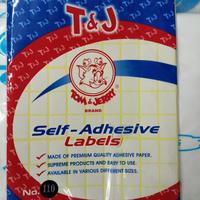 T&J
TOM & JERRY
BRAND
Self-Adhesive
Labels
✓ MADE OF PREMIUM QUALITY ADHESIVE PAPER.
✓ SUPREME PRODUCTS AND EASY TO USE.
✓ AVAILABLE IN VARIOUS DIFFERENT SIZES.
No. 110